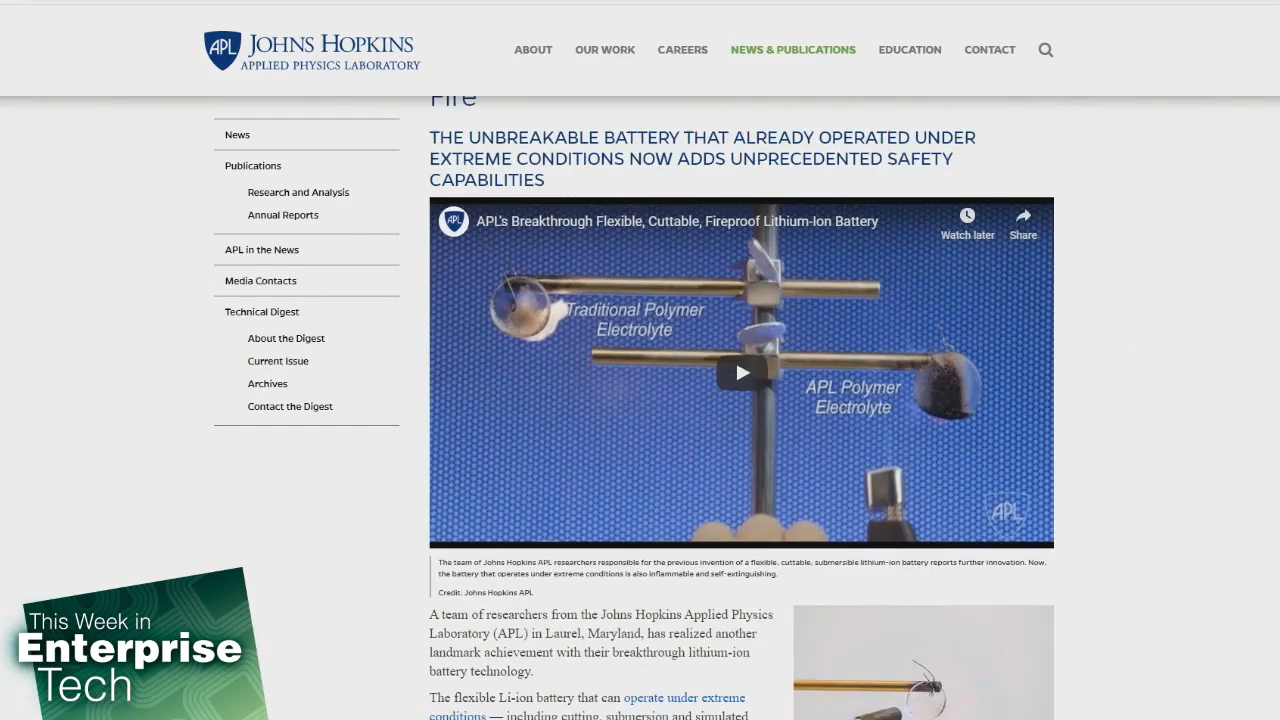 APL JOHNS HOPKINS
APPLIED PHYSICS LABORATORY
ABOUT OUR WORK CAREERS NEWS & PUBLICATIONS EDUCATION CONTACT
Fire
News
Publications
Research and Analysis
Annual Reports
APL in the News
Media Contacts
Technical Digest
About the Digest
Current Issue
Archives
Contact the Digest
THE UNBREAKABLE BATTERY THAT ALREADY OPERATED UNDER
EXTREME CONDITIONS NOW ADDS UNPRECEDENTED SAFETY
CAPABILITIES
APL APL's Breakthrough Flexible, Cuttable, Fireproof Lithium-Ion Battery
Watch later Share
Traditional Polymer
Electrolyte
APL Polymer
Electrolyte
APL
The team of Johns Hopkins APL researchers responsible for the previous invention of a flexible, cuttable, submersible lithium-ion battery reports further innovation. Now,
the battery that operates under extreme conditions is also inflammable and self-extinguishing.
Credit: Johns Hopkins APL
A team of researchers from the Johns Hopkins Applied Physics
Laboratory (APL) in Laurel, Maryland, has realized another
landmark achievement with their breakthrough lithium-ion
battery technology.
The flexible Li-ion battery that can operate under extreme
conditions — including cutting, submersion and simulated
This Week in
Enterprise
Tech